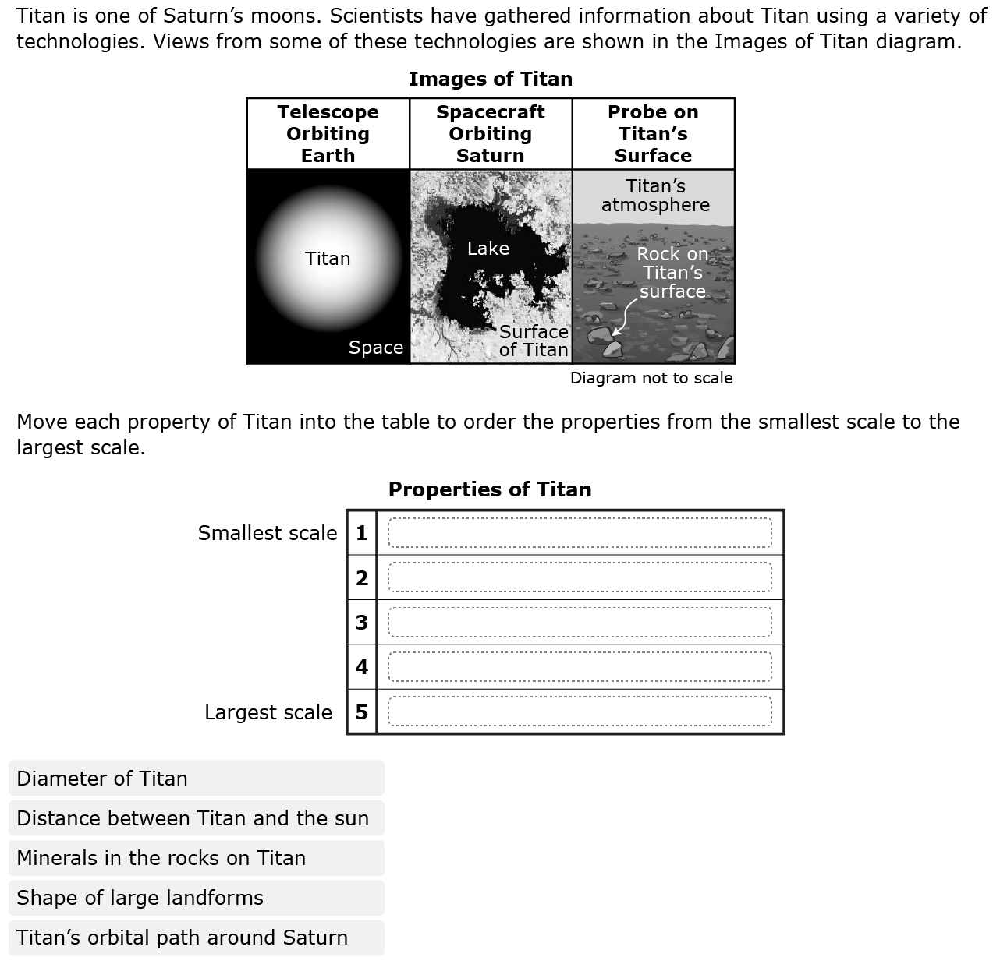 Titan is one of Saturn’s moons. Scientists have gathered information about Titan using a variety of
technologies. Views from some of these technologies are shown in the Images of Titan diagram.
Images of Titan
Telescope
Orbiting
Earth
Spacecraft
Orbiting
Saturn
Probe on
Titan’s
Surface
Titan
Space
Lake
Surface
of Titan
Titan’s
atmosphere
Rock on
Titan’s
surface
Diagram not to scale
Move each property of Titan into the table to order the properties from the smallest scale to the
largest scale.
Properties of Titan
Smallest scale 1
2
3
4
Largest scale 5
Diameter of Titan
Distance between Titan and the sun
Minerals in the rocks on Titan
Shape of large landforms
Titan’s orbital path around Saturn